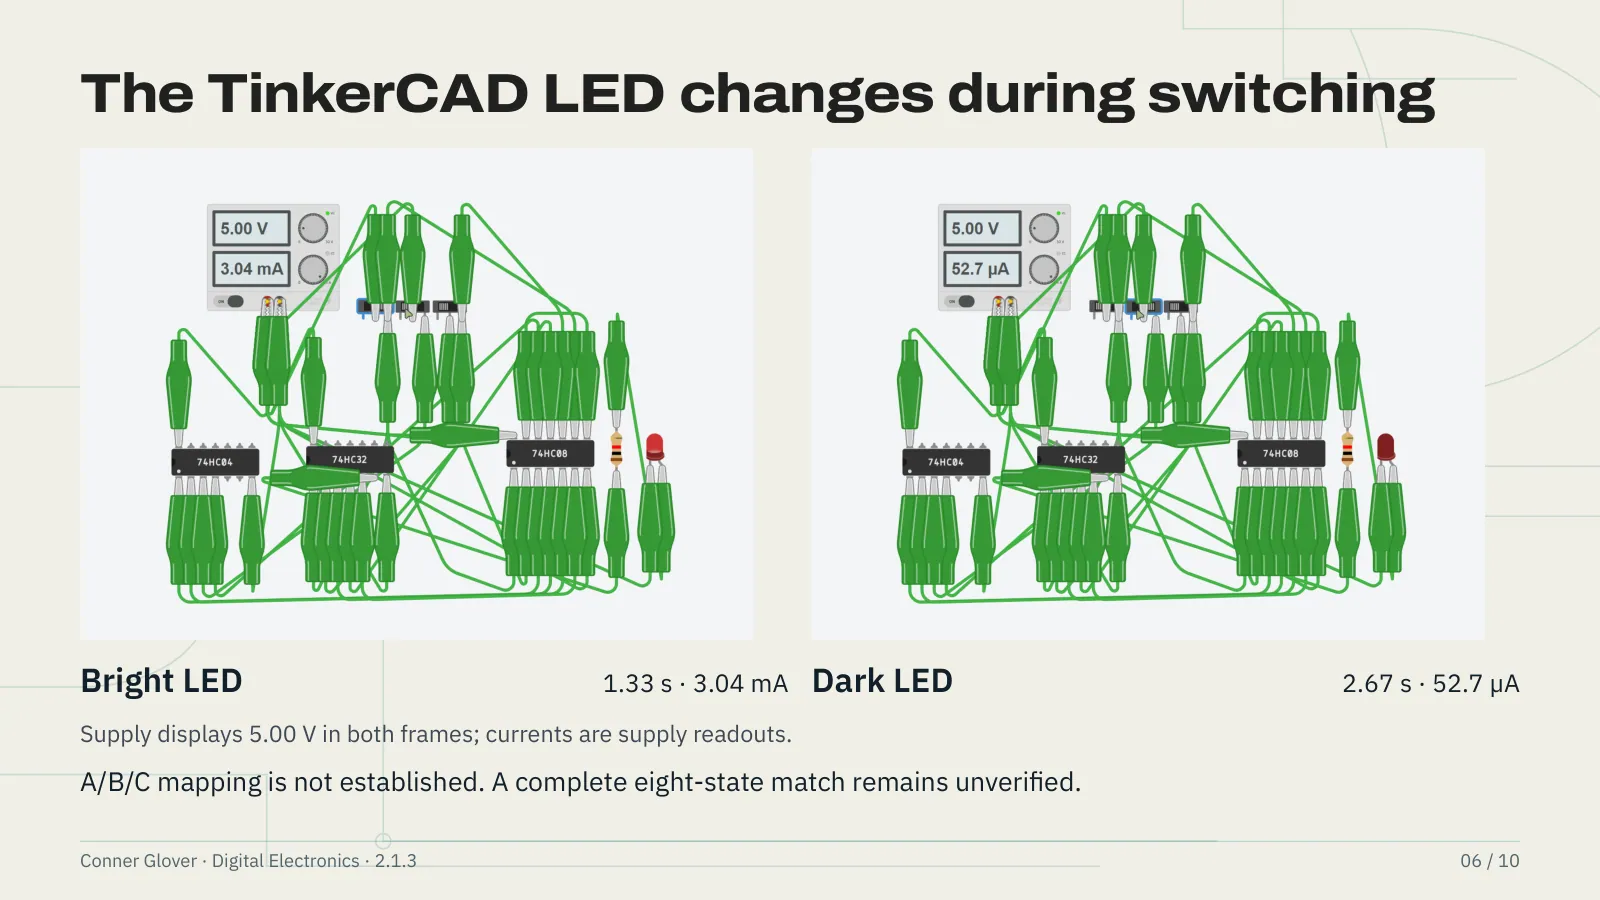 The TinkerCAD LED changes during switching
5.00 V
3.04 mA
74HC04
74HC32
74HC08
5.00 V
52.7 µA
74HC04
74HC32
74HC08
Bright LED
1.33 s · 3.04 mA
Dark LED
2.67 s · 52.7 µA
Supply displays 5.00 V in both frames; currents are supply readouts.
A/B/C mapping is not established. A complete eight-state match remains unverified.
Conner Glover · Digital Electronics · 2.1.3
06 / 10